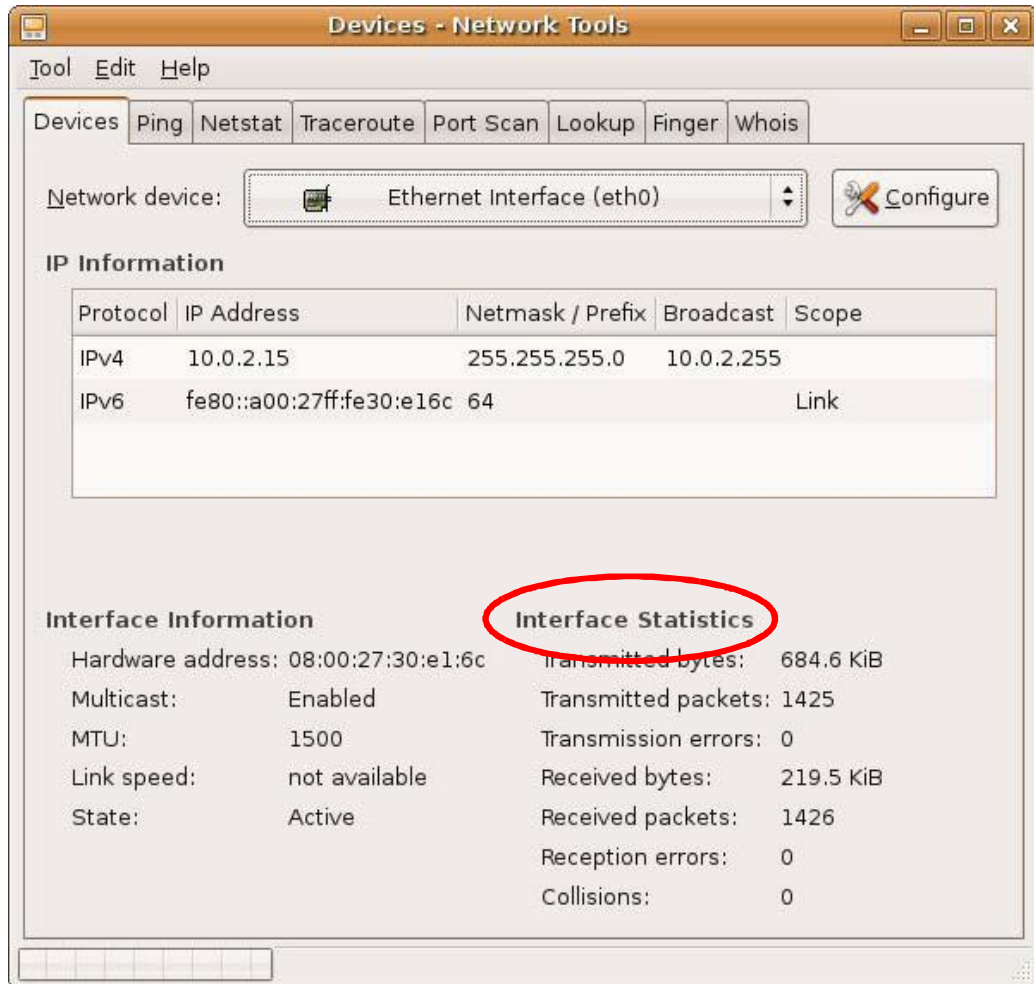 Devices - Network Tools
Tool Edit Help
Devices Ping Netstat Traceroute Port Scan Lookup Finger Whois
Network device: Ethernet Interface (eth0) Configure
IP Information
Protocol IP Address Netmask / Prefix Broadcast Scope
IPv4 10.0.2.15 255.255.255.0 10.0.2.255
IPv6 fe80::a00:27ff:fe30:e16c 64 Link
Interface Information
Hardware address: 08:00:27:30:e1:6c
Multicast: Enabled
MTU: 1500
Link speed: not available
State: Active
Interface Statistics
Transmitted bytes: 684.6 KiB
Transmitted packets: 1425
Transmission errors: 0
Received bytes: 219.5 KiB
Received packets: 1426
Reception errors: 0
Collisions: 0